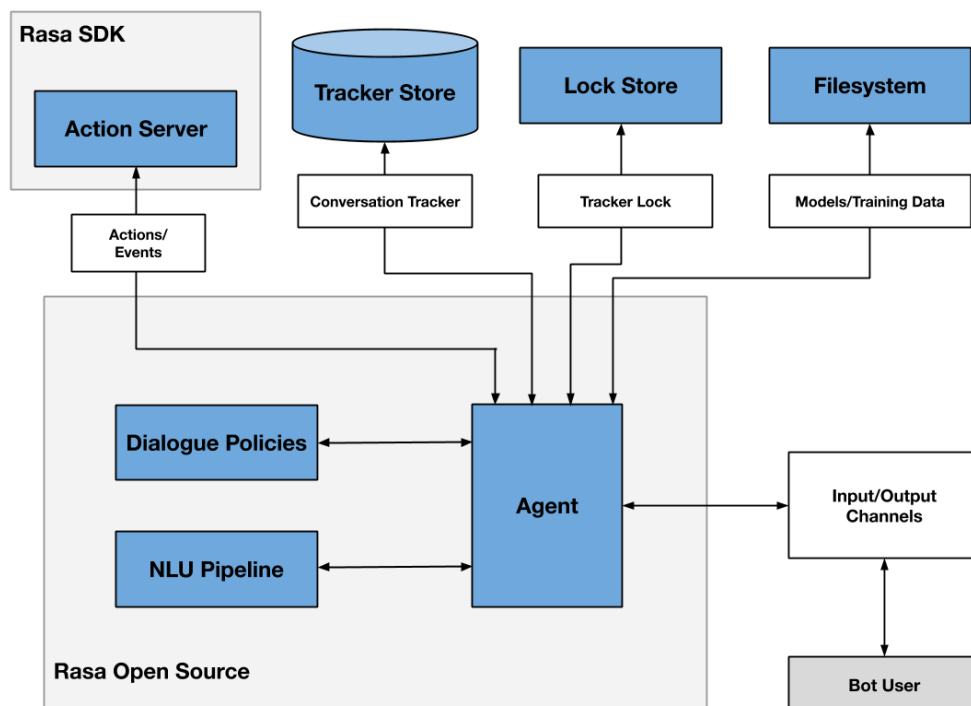 Rasa SDK
Action Server
Tracker Store
Lock Store
Filesystem
Actions/
Events
Conversation Tracker
Tracker Lock
Models/Training Data
Dialogue Policies
NLU Pipeline
Agent
Rasa Open Source
Input/Output
Channels
Bot User